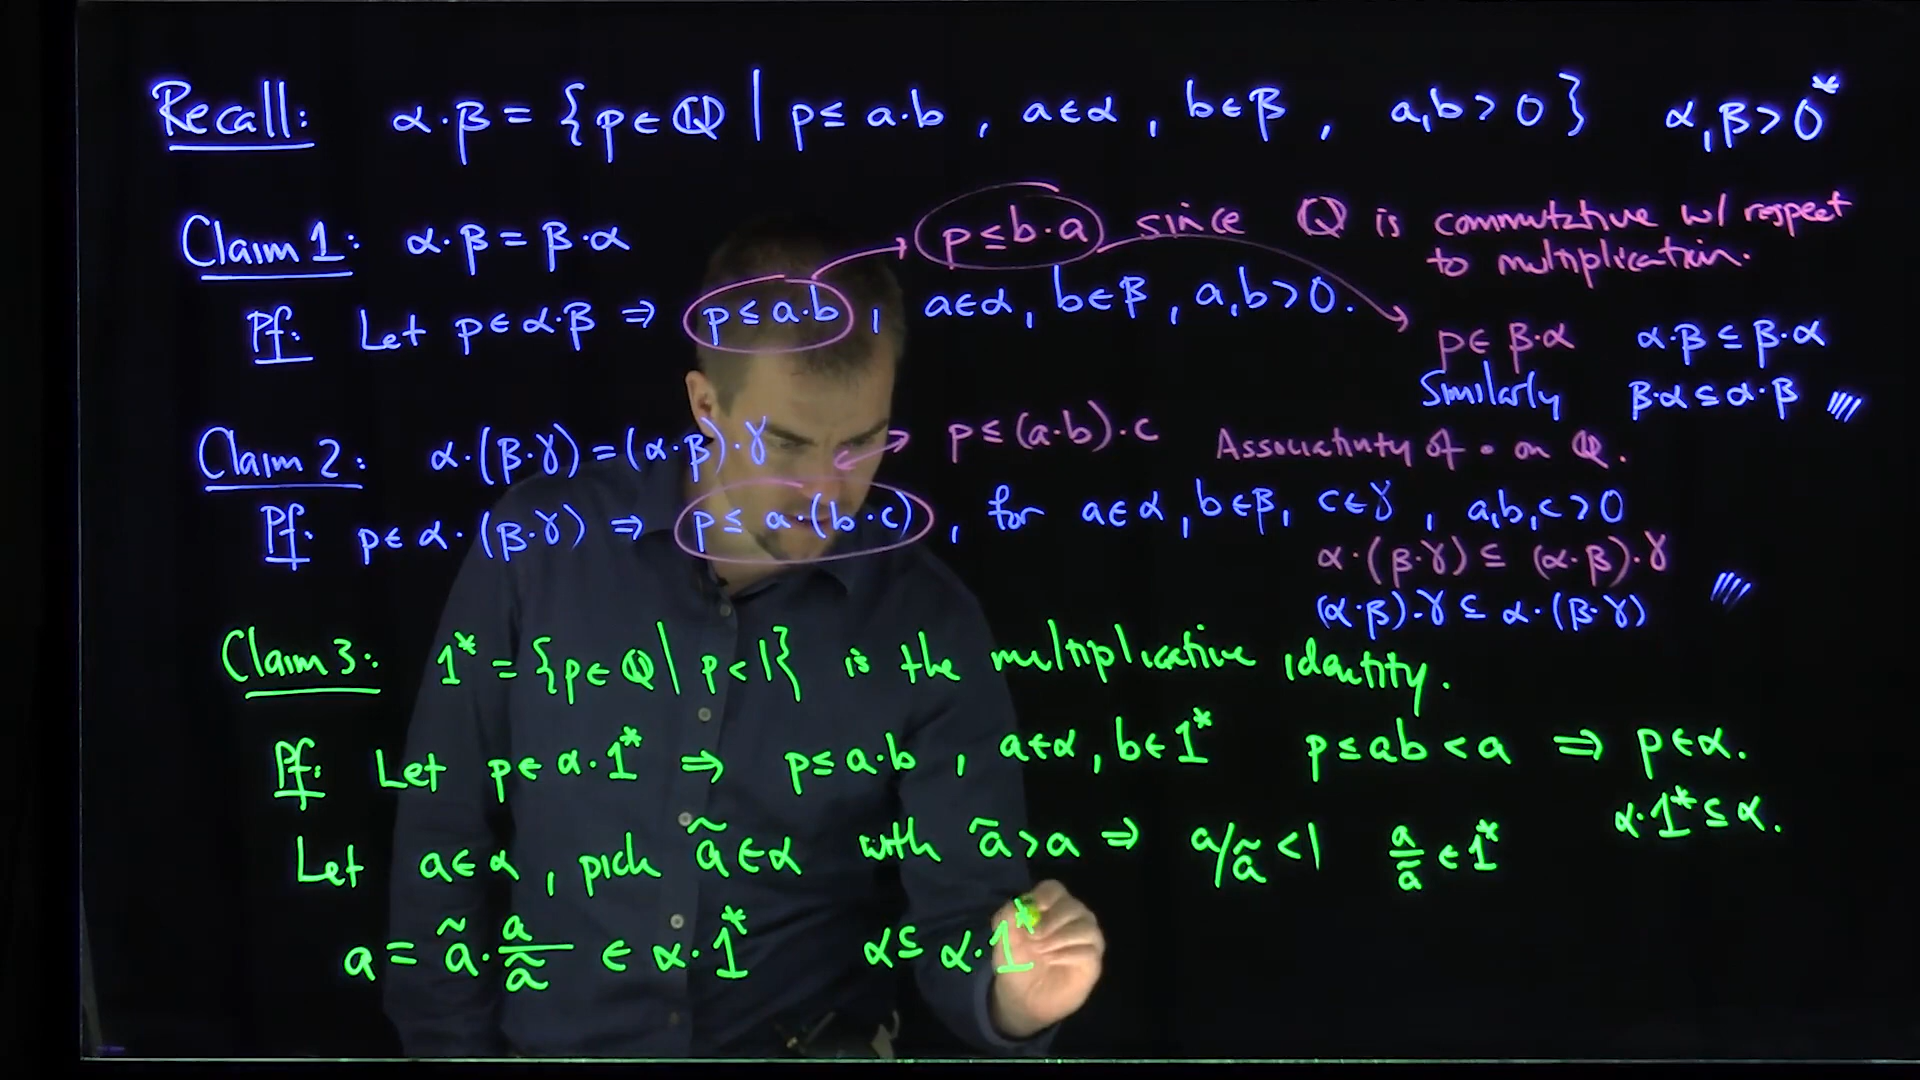 Recall: α·β = {p∈ℚ | p≤ a·b , a∈α , b∈β , a,b > 0} α,β > 0*
Claim 1: α·β = β·α
p≤b·a since ℚ is commutative w/ respect to multiplication.
Pf: Let p∈ α·β ⇒ p≤ a·b , a∈α, b∈β , a,b>0.
p∈ β·α α·β ⊆ β·α
Similarly β·α ⊆ α·β ////
Claim 2: α·(β·γ) = (α·β)·γ p≤(a·b)·c Associativity of · on ℚ.
Pf: p∈ α·(β·γ) ⇒ p≤ a·(b·c) , for a∈α, b∈β, c∈γ , a,b,c>0
α·(β·γ) ⊆ (α·β)·γ
(α·β)·γ ⊆ α·(β·γ) ////
Claim 3: 1* = {p∈ℚ | p<1} is the multiplicative identity.
Pf: Let p∈ α·1* ⇒ p≤ a·b , a∈α, b∈1* p≤ab<a ⇒ p∈α.
α·1* ⊆ α.
Let a∈α , pick ã∈α with ã>a ⇒ a/ã <1 a/ã ∈ 1*
a = ã· a/ã ∈ α·1* α ⊆ α·1*